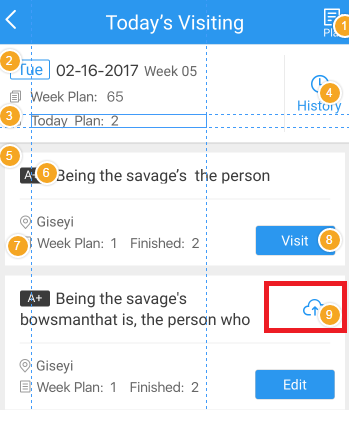 Today's Visiting
1
2
Tue 02-16-2017 Week 05
Week Plan: 65
4
History
3
Today Plan: 2
5
A+ 6 Being the savage's the person
Giseyi
7
Week Plan: 1 Finished: 2
Visit 8
A+ Being the savage's
bowsmanthat is, the person who
9
Giseyi
Week Plan: 1 Finished: 2
Edit